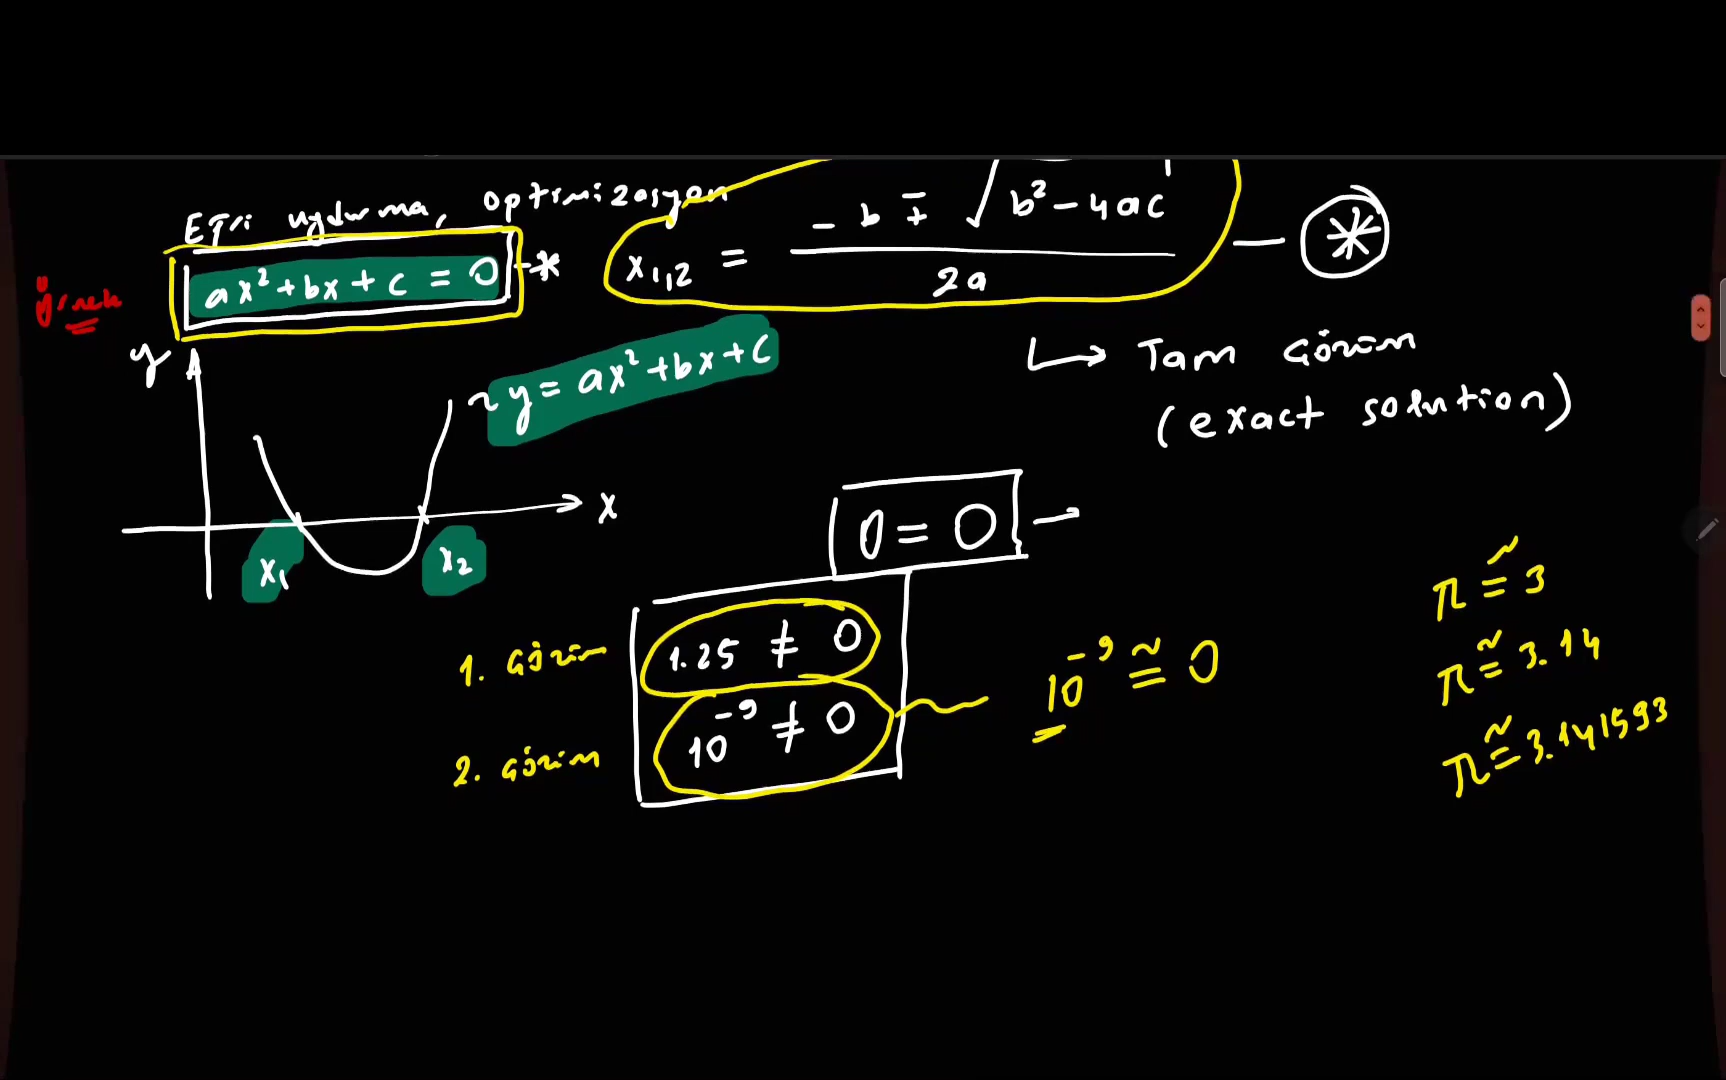 Eğri uydurma, optimizasyon
örnek
ax² + bx + c = 0 → *
x₁,₂ = (-b ∓ √(b² - 4ac)) / 2a — *
y
~ y = ax² + bx + c
↳ Tam çözüm
(exact solution)
x
x₁ x₂
0 = 0 →
π ≅ 3
1. çözüm 1.25 ≠ 0
10⁻⁹ ≅ 0
π ≅ 3.14
2. çözüm 10⁻⁹ ≠ 0
π ≅ 3.141593